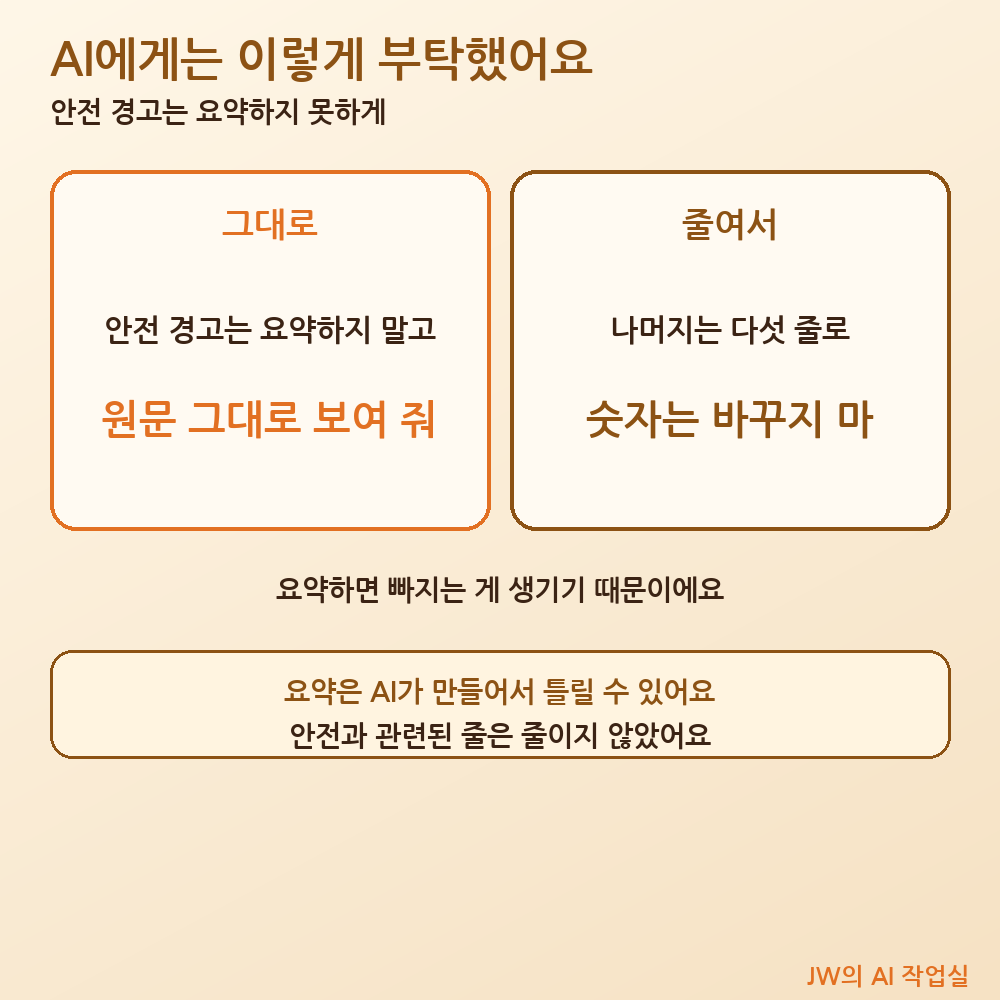 AI에게는 이렇게 부탁했어요
안전 경고는 요약하지 못하게
그대로
안전 경고는 요약하지 말고
원문 그대로 보여 줘
줄여서
나머지는 다섯 줄로
숫자는 바꾸지 마
요약하면 빠지는 게 생기기 때문이에요
요약은 AI가 만들어서 틀릴 수 있어요
안전과 관련된 줄은 줄이지 않았어요
JW의 AI 작업실